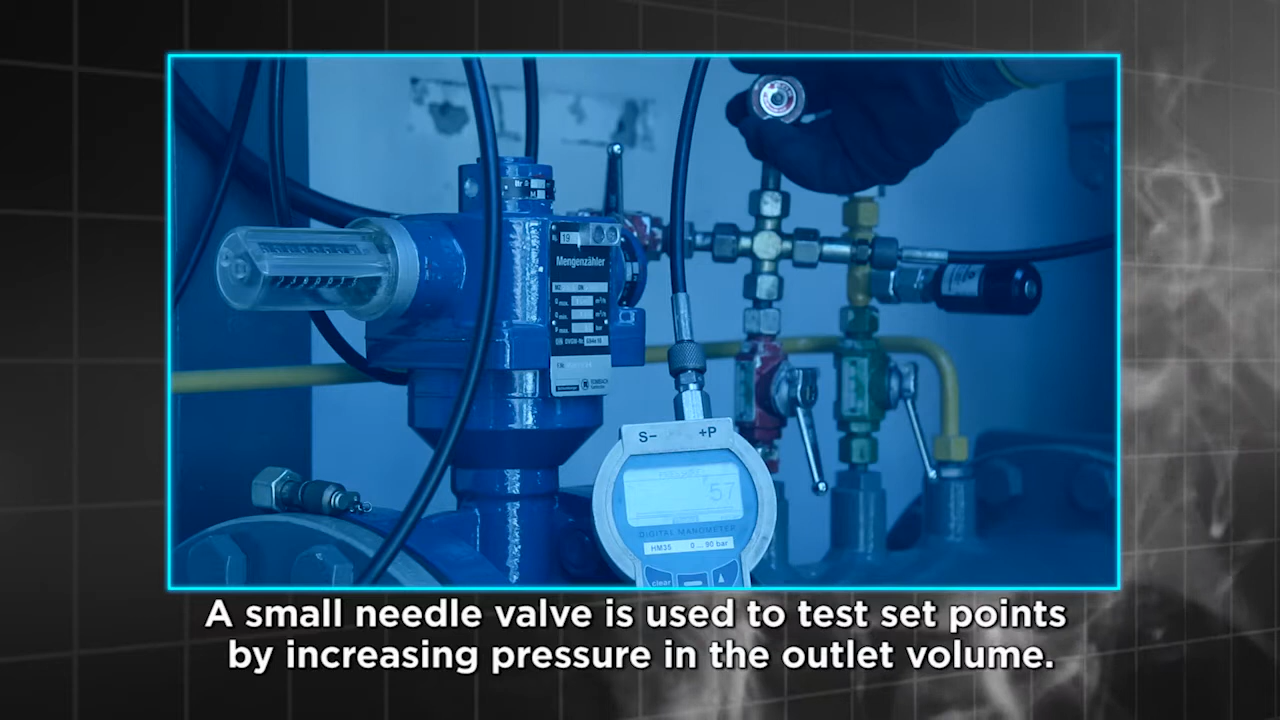 Mengenzähler
19
S- +P
57
DIGITAL MANOMETER
HM35 0 ... 90 bar
clear
A small needle valve is used to test set points
by increasing pressure in the outlet volume.